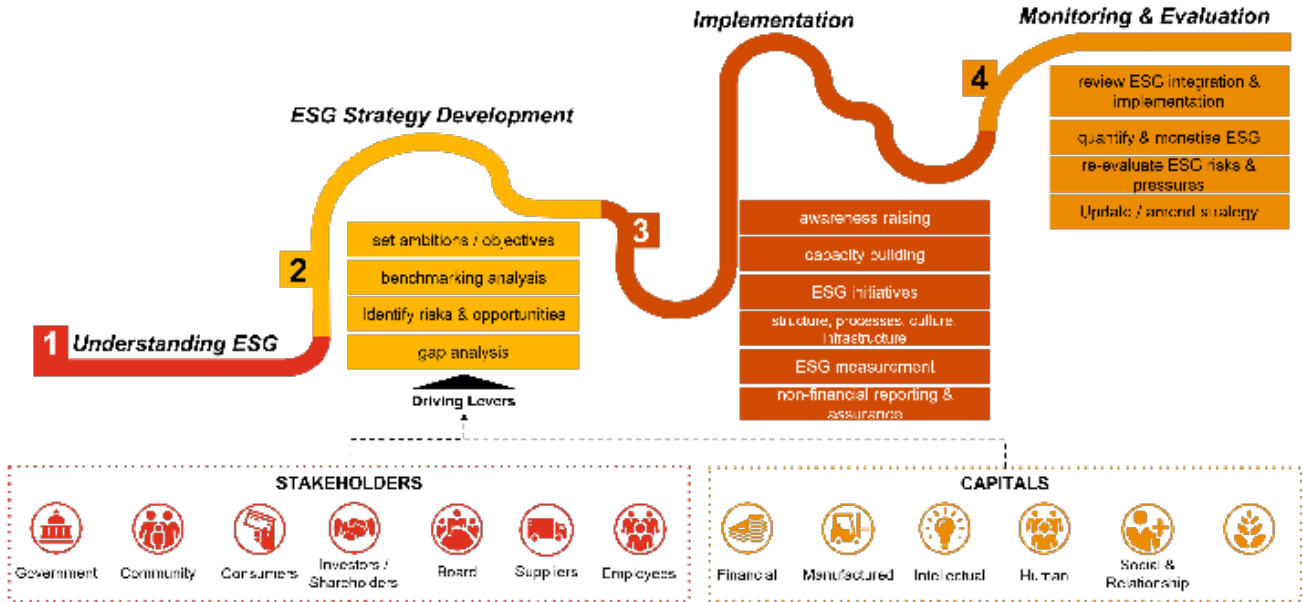 Implementation
Monitoring & Evaluation
4
review ESG integration &
implementation
quantify & monetise ESG
re-evaluate ESG risks &
pressures
Update / amend strategy
ESG Strategy Development
3
awareness raising
capacity building
ESG initiatives
structure, processes, culture,
infrastructure
ESG measurement
non-financial reporting &
assurance
2
set ambitions / objectives
benchmarking analysis
Identify risks & opportunities
gap analysis
1
Understanding ESG
Driving Levers
STAKEHOLDERS
Government
Community
Consumers
Investors /
Shareholders
Board
Suppliers
Employees
CAPITALS
Financial
Manufactured
Intellectual
Human
Social &
Relationship